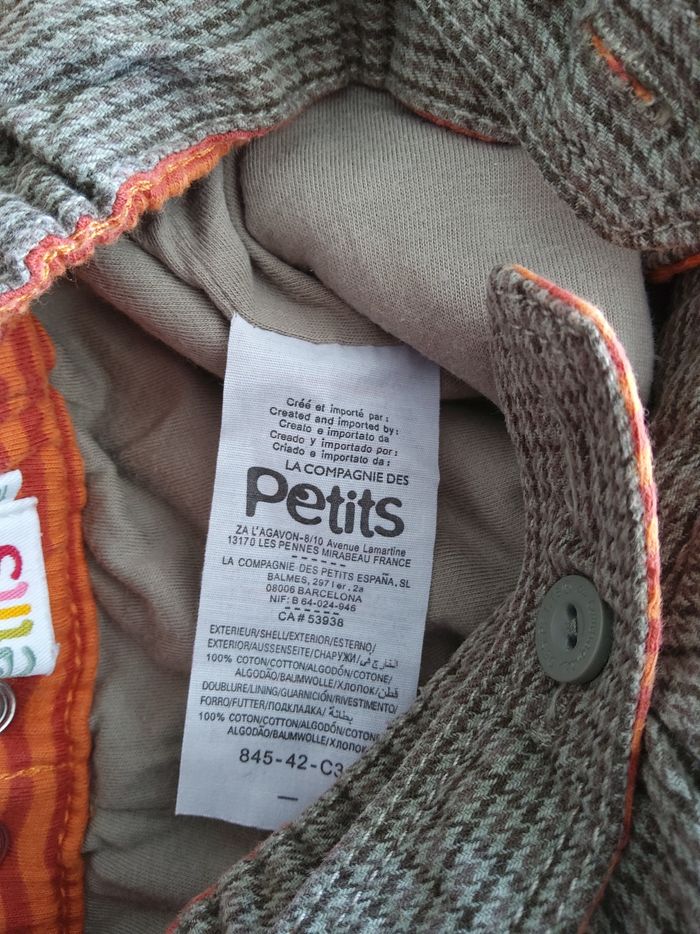 Créé et importé par :
Created and imported by:
Creato e importato da
Creado y importado por:
Criado e importato da :
LA COMPAGNIE DES
Petits
ZA L'AGAVON-8/10 Avenue Lamartine
13170 LES PENNES MIRABEAU FRANCE
LA COMPAGNIE DES PETITS ESPAÑA, SL
BALMES, 297 1er. 2a
08006 BARCELONA
NIF: B 64-024-946
CA # 53938
EXTERIEUR/SHELL/EXTERIOR/ESTERNO/
EXTERIOR/AUSSENSEITE/СНАРУЖИ/الخارج في
100% COTON/COTTON/ALGODÓN/COTONE/
ALGODÃO/BAUMWOLLE/ХЛОПОК/قطن
DOUBLURE/LINING/GUARNICIÓN/RIVESTIMENTO/
FORRO/FUTTER/ПОДКЛАДКА/بطانة
100% COTON/COTTON/ALGODÓN/COTONE/
ALGODÃO/BAUMWOLLE/ХЛОПОК
845-42-C3